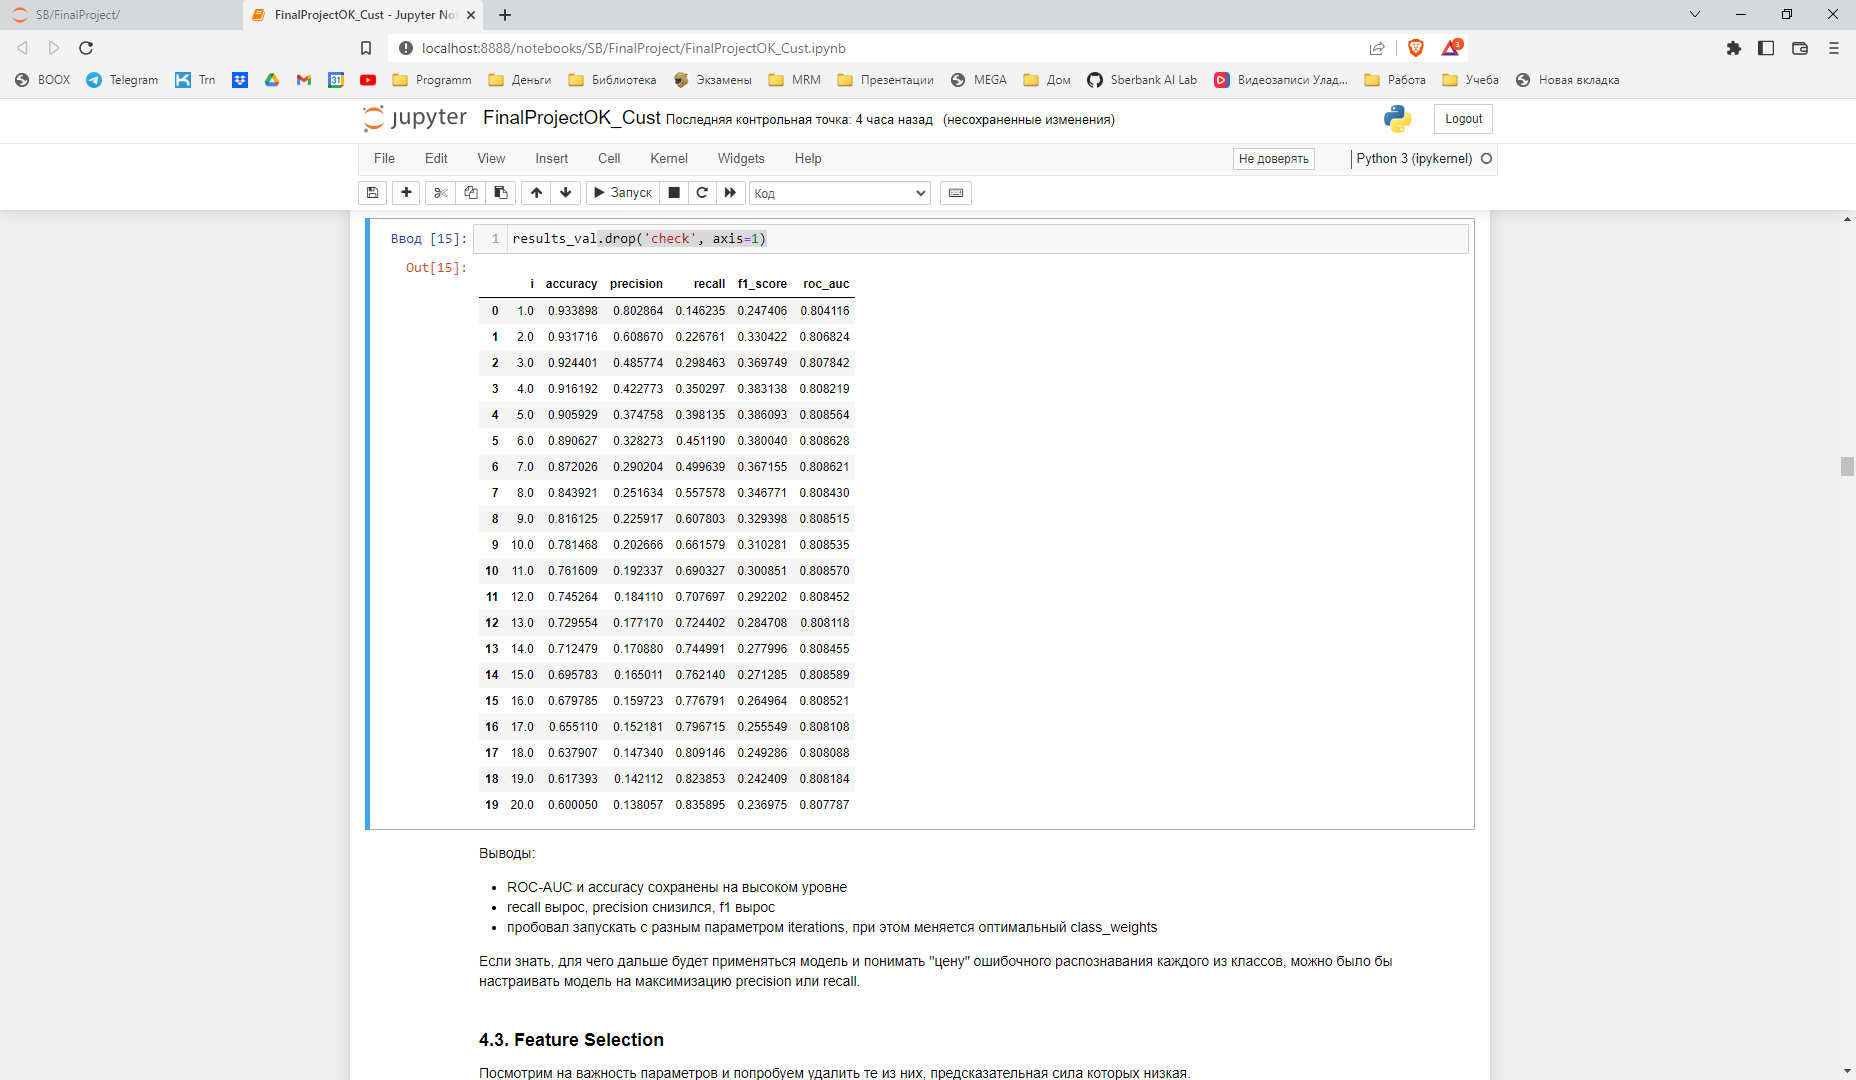 SB/FinalProject/
FinalProjectOK_Cust - Jupyter Not
localhost:8888/notebooks/SB/FinalProject/FinalProjectOK_Cust.ipynb
3
BOOX Telegram Trn 31 Programm Деньги Библиотека Экзамены MRM Презентации MEGA Дом Sberbank AI Lab Видеозаписи Улад... Работа Учеба Новая вкладка
jupyter FinalProjectOK_Cust Последняя контрольная точка: 4 часа назад (несохраненные изменения) Logout
File Edit View Insert Cell Kernel Widgets Help Не доверять Python 3 (ipykernel)
Запуск Код
Ввод [15]: 1 results_val.drop('check', axis=1)
Out[15]:
i accuracy precision recall f1_score roc_auc
0 1.0 0.933898 0.802864 0.146235 0.247406 0.804116
1 2.0 0.931716 0.608670 0.226761 0.330422 0.806824
2 3.0 0.924401 0.485774 0.298463 0.369749 0.807842
3 4.0 0.916192 0.422773 0.350297 0.383138 0.808219
4 5.0 0.905929 0.374758 0.398135 0.386093 0.808564
5 6.0 0.890627 0.328273 0.451190 0.380040 0.808628
6 7.0 0.872026 0.290204 0.499639 0.367155 0.808621
7 8.0 0.843921 0.251634 0.557578 0.346771 0.808430
8 9.0 0.816125 0.225917 0.607803 0.329398 0.808515
9 10.0 0.781468 0.202666 0.661579 0.310281 0.808535
10 11.0 0.761609 0.192337 0.690327 0.300851 0.808570
11 12.0 0.745264 0.184110 0.707697 0.292202 0.808452
12 13.0 0.729554 0.177170 0.724402 0.284708 0.808118
13 14.0 0.712479 0.170880 0.744991 0.277996 0.808455
14 15.0 0.695783 0.165011 0.762140 0.271285 0.808589
15 16.0 0.679785 0.159723 0.776791 0.264964 0.808521
16 17.0 0.655110 0.152181 0.796715 0.255549 0.808108
17 18.0 0.637907 0.147340 0.809146 0.249286 0.808088
18 19.0 0.617393 0.142112 0.823853 0.242409 0.808184
19 20.0 0.600050 0.138057 0.835895 0.236975 0.807787
Выводы:
• ROC-AUC и accuracy сохранены на высоком уровне
• recall вырос, precision снизился, f1 вырос
• пробовал запускать с разным параметром iterations, при этом меняется оптимальный class_weights
Если знать, для чего дальше будет применяться модель и понимать "цену" ошибочного распознавания каждого из классов, можно было бы
настраивать модель на максимизацию precision или recall.
4.3. Feature Selection
Посмотрим на важность параметров и попробуем удалить те из них, предсказательная сила которых низкая.